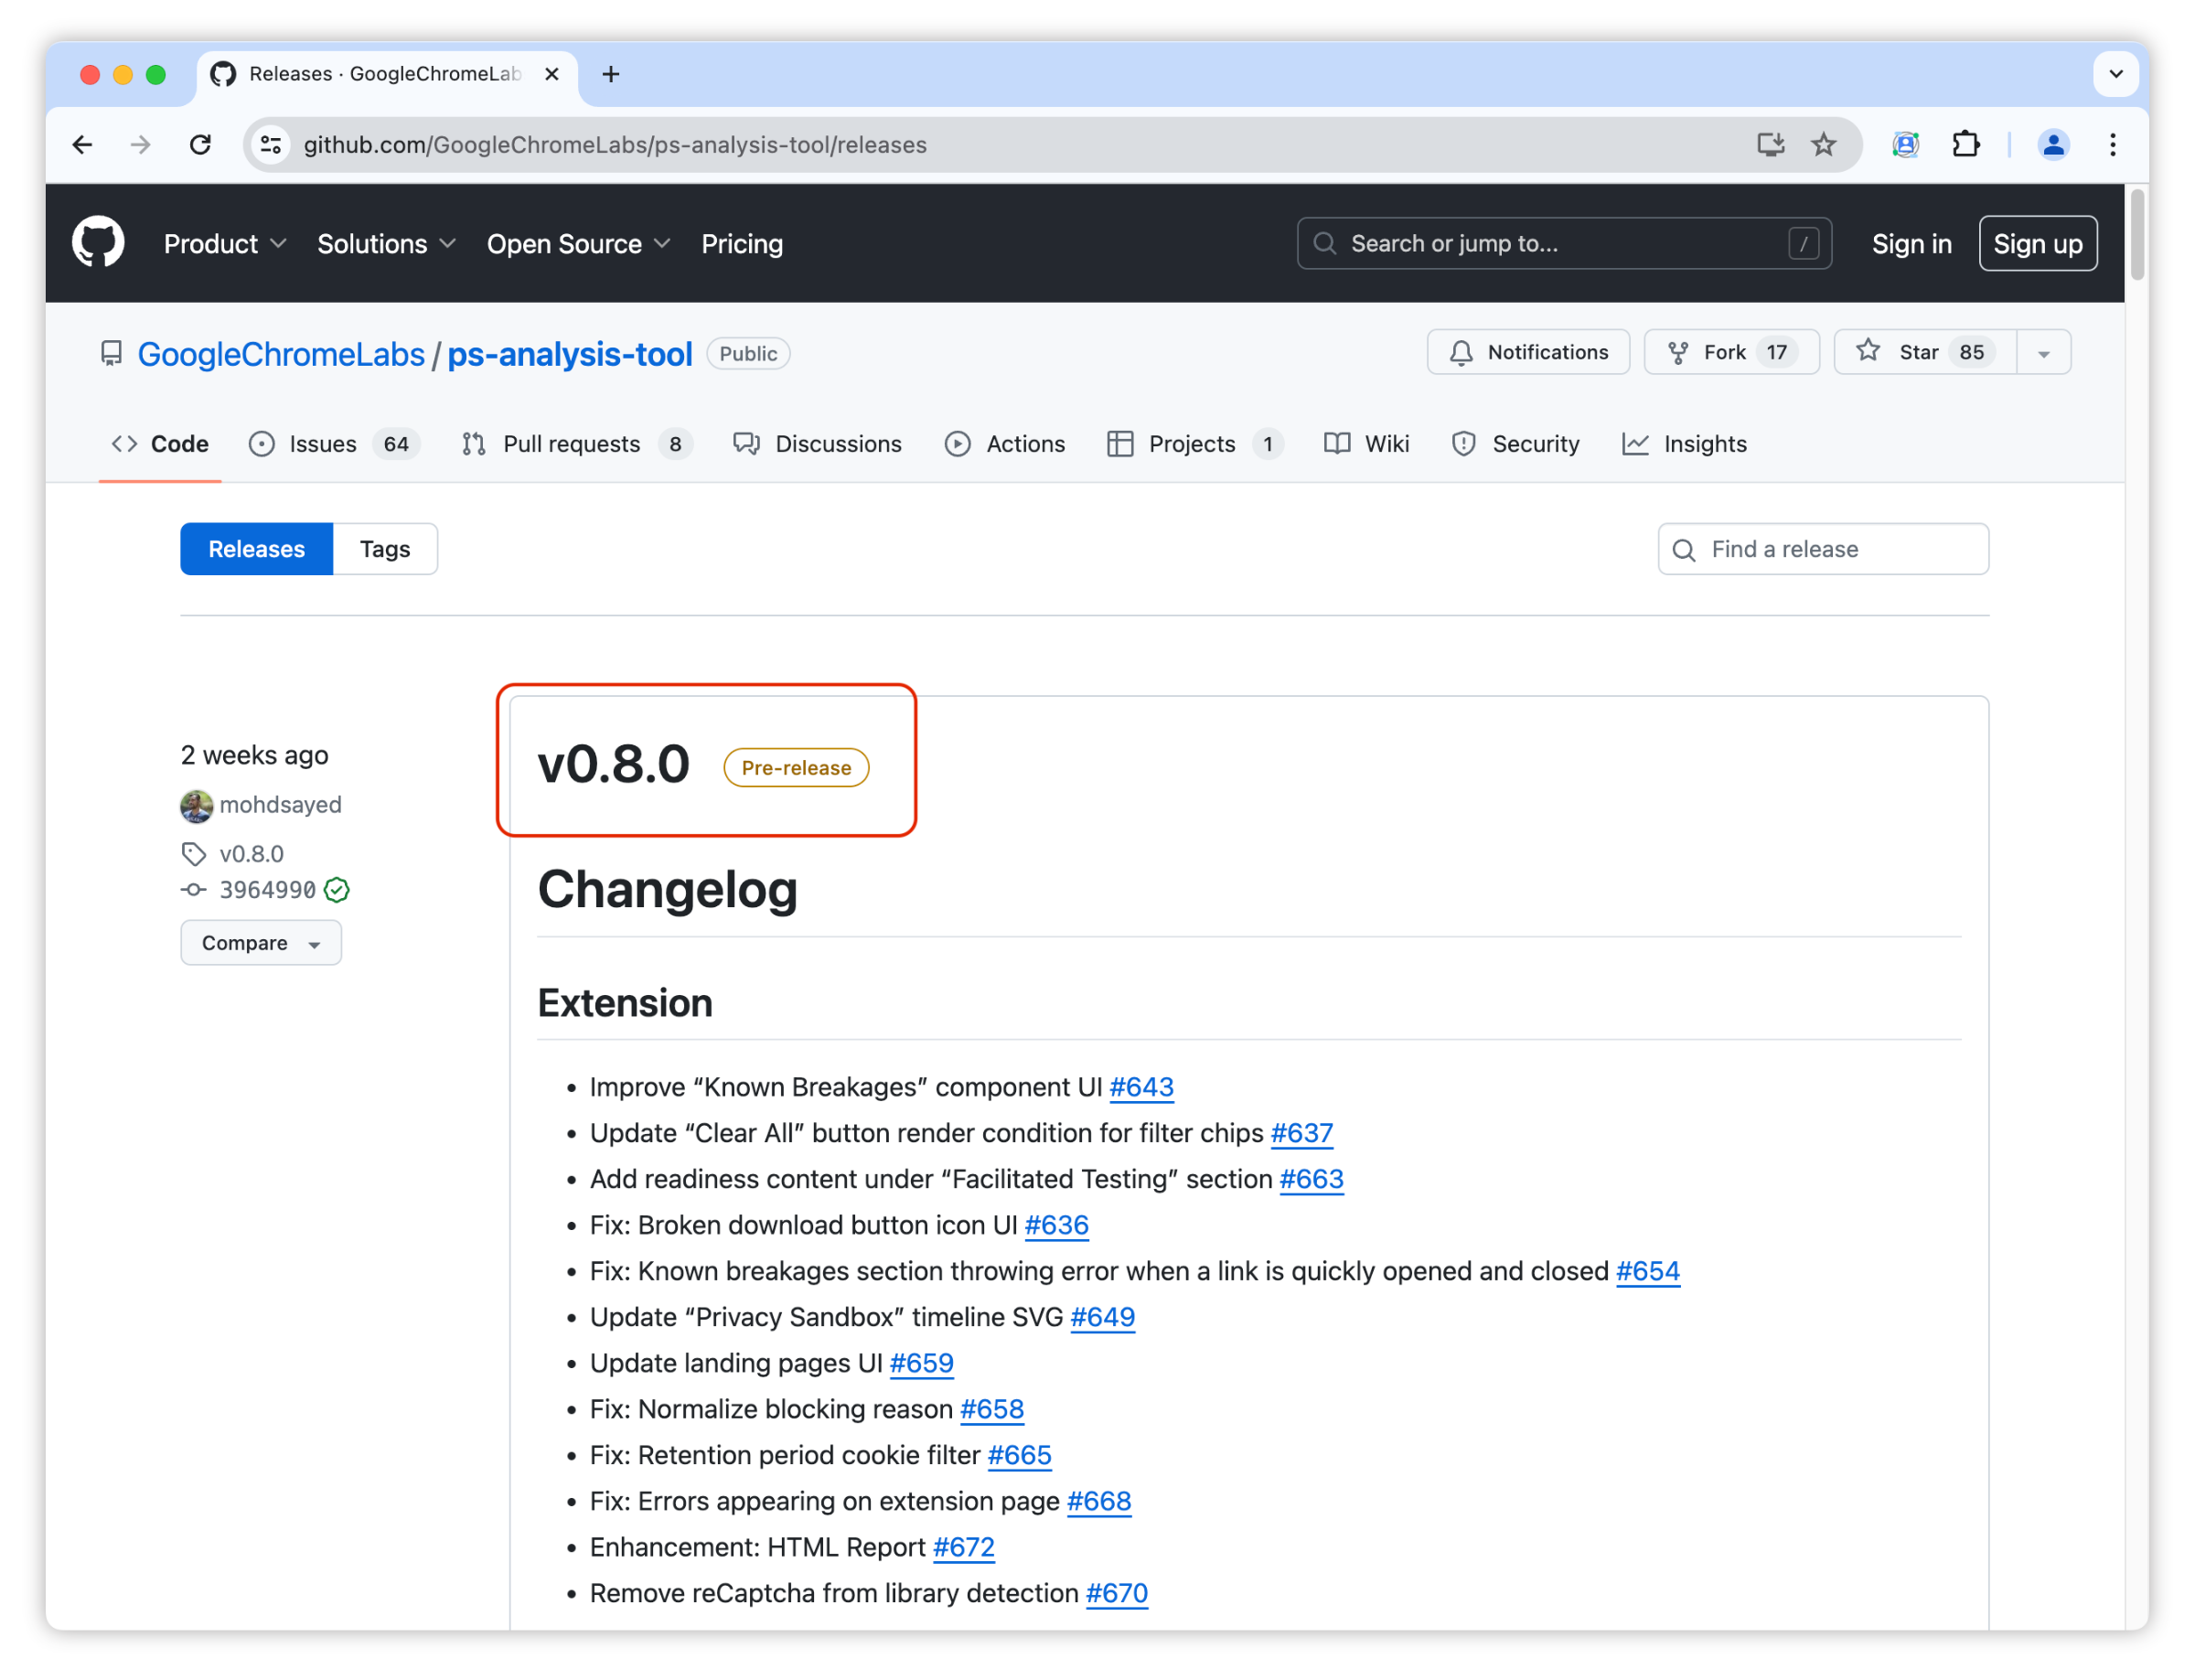 Releases · GoogleChromeLab
github.com/GoogleChromeLabs/ps-analysis-tool/releases
Product Solutions Open Source Pricing Search or jump to... / Sign in Sign up
GoogleChromeLabs / ps-analysis-tool Public Notifications Fork 17 Star 85
Code Issues 64 Pull requests 8 Discussions Actions Projects 1 Wiki Security Insights
Releases Tags Find a release
2 weeks ago
mohdsayed
v0.8.0
3964990
Compare
v0.8.0 Pre-release
Changelog
Extension
• Improve “Known Breakages” component UI #643
• Update “Clear All” button render condition for filter chips #637
• Add readiness content under “Facilitated Testing” section #663
• Fix: Broken download button icon UI #636
• Fix: Known breakages section throwing error when a link is quickly opened and closed #654
• Update “Privacy Sandbox” timeline SVG #649
• Update landing pages UI #659
• Fix: Normalize blocking reason #658
• Fix: Retention period cookie filter #665
• Fix: Errors appearing on extension page #668
• Enhancement: HTML Report #672
• Remove reCaptcha from library detection #670